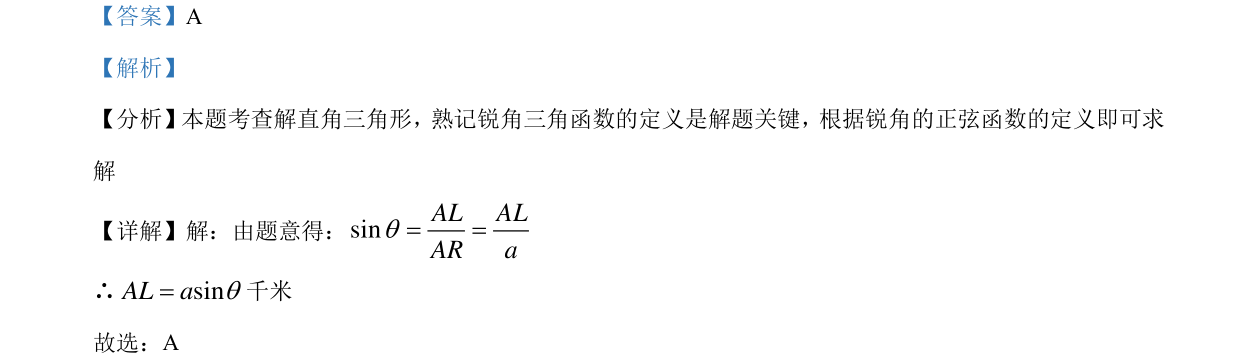 【答案】A
【解析】
【分析】本题考查解直角三角形，熟记锐角三角函数的定义是解题关键，根据锐角的正弦函数的定义即可求
解
【详解】解：由题意得：sinθ = AL/AR = AL/a
∴ AL = asinθ 千米
故选：A